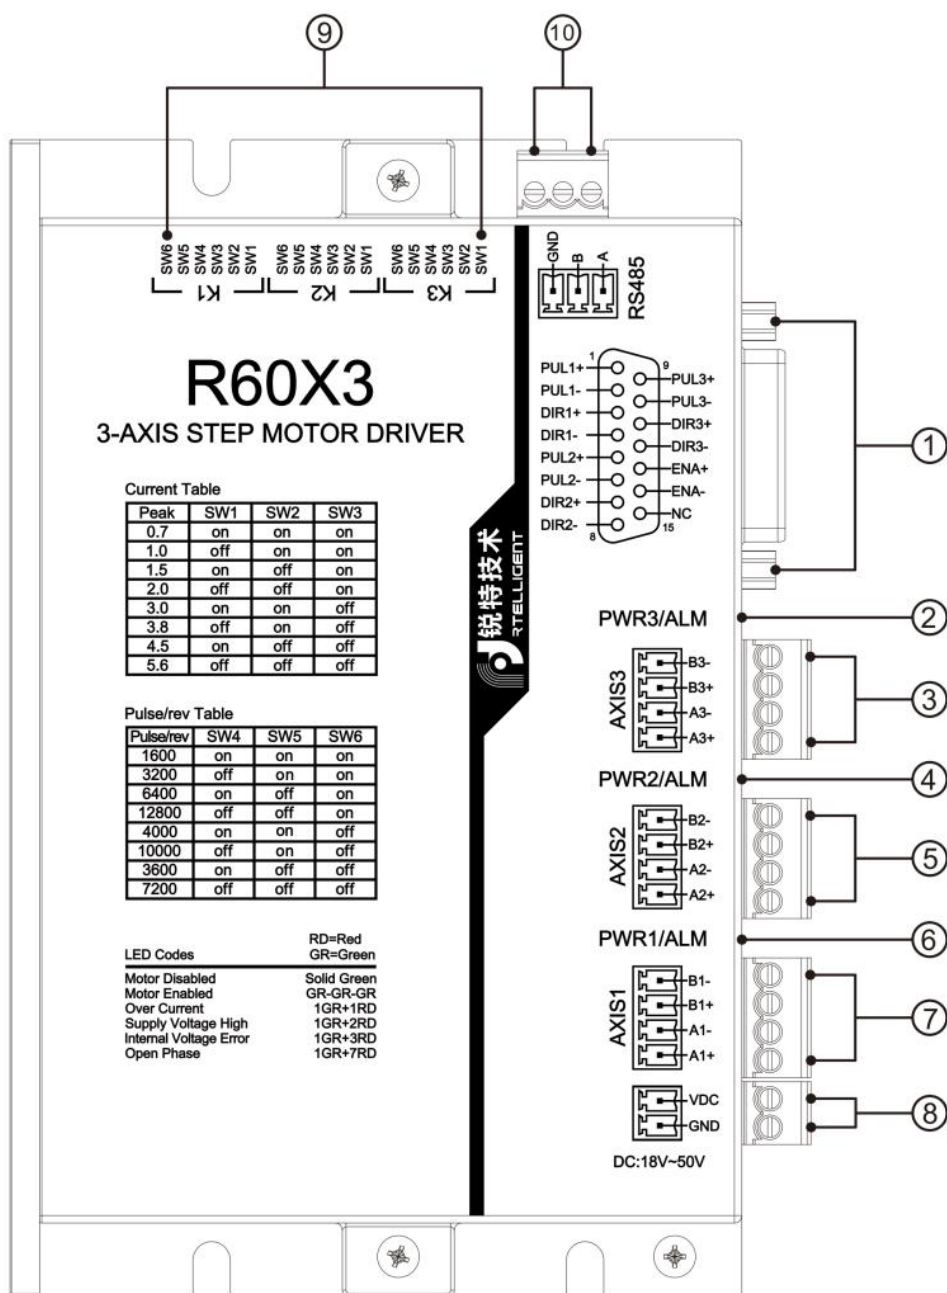 ⑨
⑩
SW6
SW5
SW4
SW3
SW2
SW1
K1
SW6
SW5
SW4
SW3
SW2
SW1
K2
SW6
SW5
SW4
SW3
SW2
SW1
K3
GND
B
A
RS485
R60X3
3-AXIS STEP MOTOR DRIVER
Current Table
Peak SW1 SW2 SW3
0.7 on on on
1.0 off on on
1.5 on off on
2.0 off off on
3.0 on on off
3.8 off on off
4.5 on off off
5.6 off off off
Pulse/rev Table
Pulse/rev SW4 SW5 SW6
1600 on on on
3200 off on on
6400 on off on
12800 off off on
4000 on on off
10000 off on off
3600 on off off
7200 off off off
RD=Red
LED Codes GR=Green
Motor Disabled Solid Green
Motor Enabled GR-GR-GR
Over Current 1GR+1RD
Supply Voltage High 1GR+2RD
Internal Voltage Error 1GR+3RD
Open Phase 1GR+7RD
锐特技术
RTELLIGENT
1
PUL1+
PUL1-
DIR1+
DIR1-
PUL2+
PUL2-
DIR2+
DIR2-
8
9
PUL3+
PUL3-
DIR3+
DIR3-
ENA+
ENA-
NC
15
①
PWR3/ALM
②
AXIS3
B3-
B3+
A3-
A3+
③
PWR2/ALM
④
AXIS2
B2-
B2+
A2-
A2+
⑤
PWR1/ALM
⑥
AXIS1
B1-
B1+
A1-
A1+
⑦
VDC
GND
⑧
DC:18V~50V